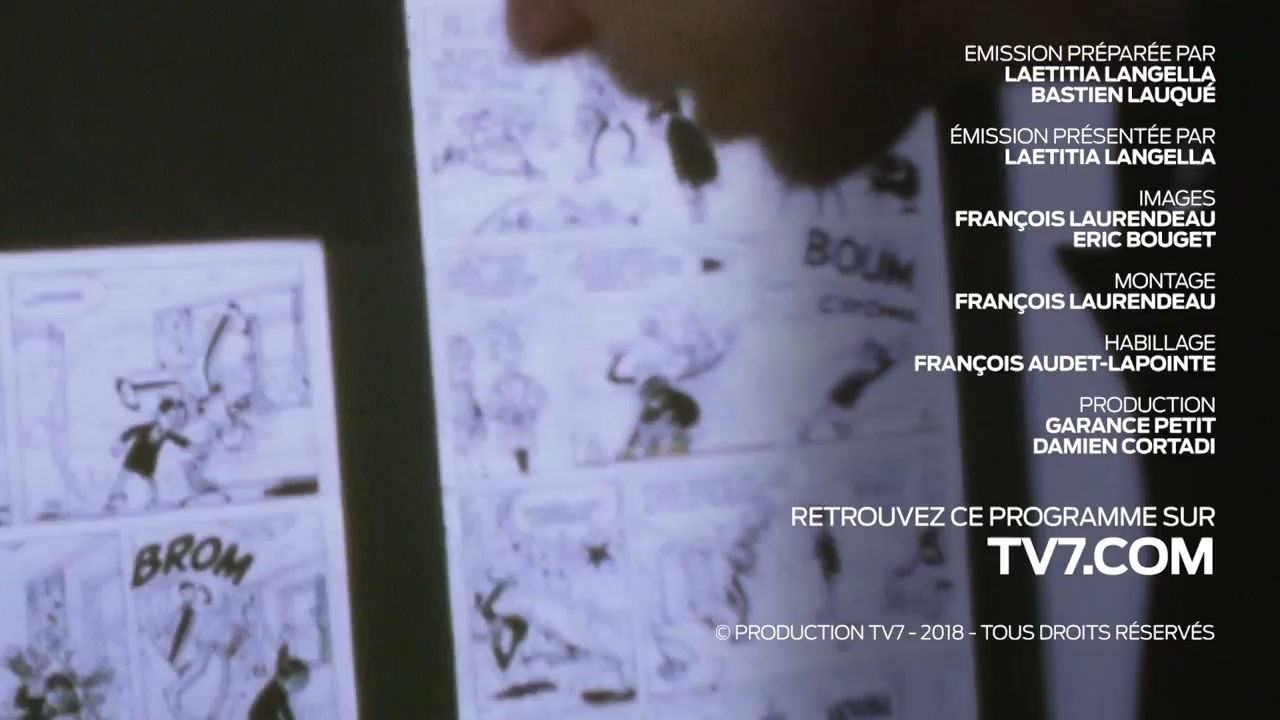 BOUM
BROM
EMISSION PRÉPARÉE PAR
LAETITIA LANGELLA
BASTIEN LAUQUÉ
ÉMISSION PRÉSENTÉE PAR
LAETITIA LANGELLA
IMAGES
FRANÇOIS LAURENDEAU
ERIC BOUGET
MONTAGE
FRANÇOIS LAURENDEAU
HABILLAGE
FRANÇOIS AUDET-LAPOINTE
PRODUCTION
GARANCE PETIT
DAMIEN CORTADI
RETROUVEZ CE PROGRAMME SUR
TV7.COM
© PRODUCTION TV7 - 2018 - TOUS DROITS RÉSERVÉS